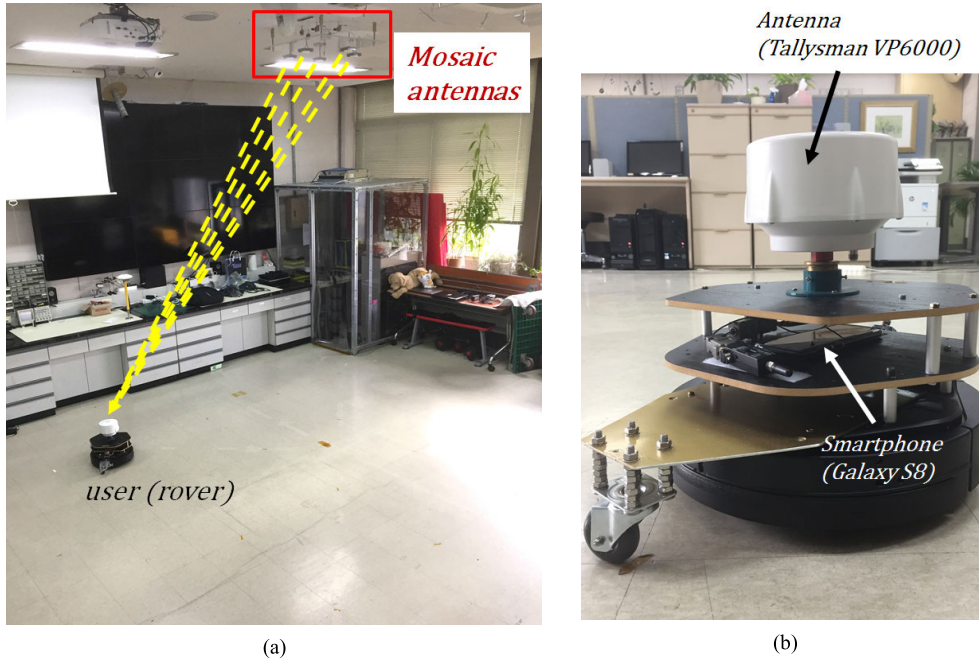 Mosaic
antennas
user (rover)
(a)
Antenna
(Tallysman VP6000)
Smartphone
(Galaxy S8)
(b)